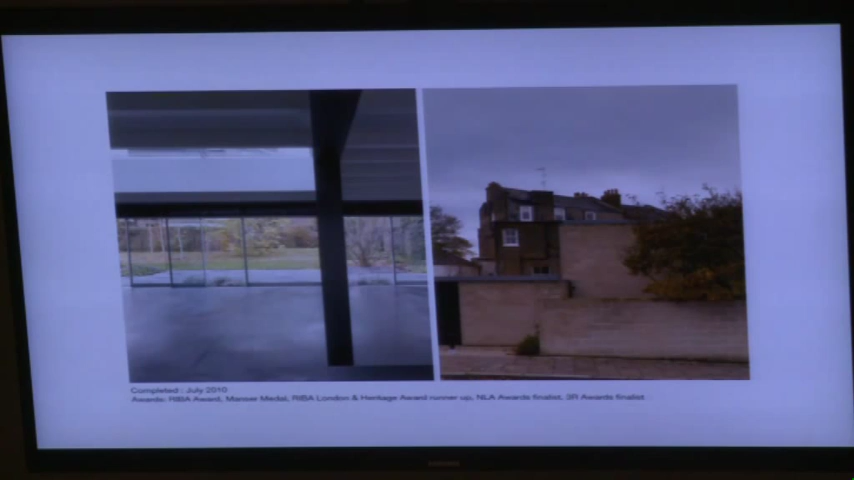 Completed : July 2010
Awards: RIBA Award, Manser Medal, RIBA London & Heritage Award runner up, NLA Awards finalist, 3R Awards finalist